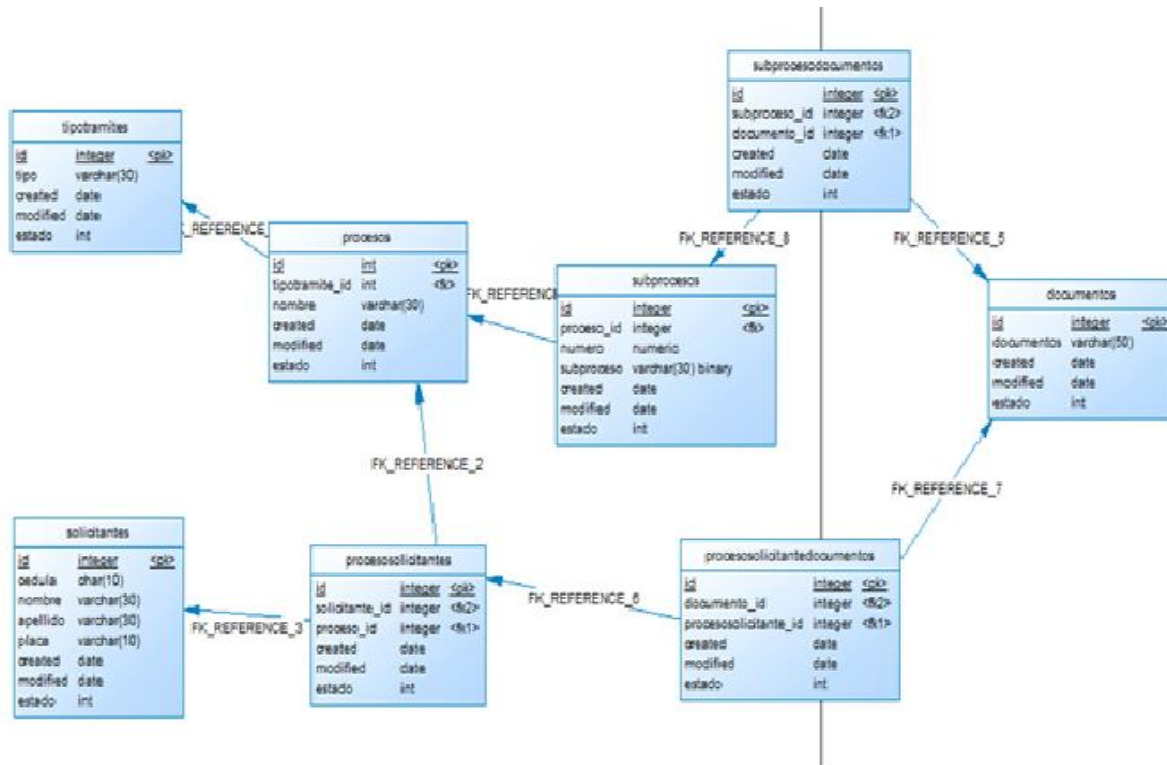 subprocesodocumentos
id integer <pk>
subproceso_id integer <fk2>
documento_id integer <fk1>
created date
modified date
estado int
tipotramites
id integer <pk>
tipo varchar(30)
created date
modified date
estado int
K_REFERENCE_
procesos
id int <pk>
tipotramite_id int <fk>
nombre varchar(30)
created date
modified date
estado int
FK_REFERENCE_8
FK_REFERENCE_5
FK_REFERENCE
subprocesos
id integer <pk>
proceso_id integer <fk>
numero numeric
subproceso varchar(30) binary
created date
modified date
estado int
documentos
id integer <pk>
documentos varchar(50)
created date
modified date
estado int
FK_REFERENCE_2
FK_REFERENCE_7
solicitantes
id integer <pk>
cedula char(10)
nombre varchar(30)
apellido varchar(30)
placa varchar(10)
created date
modified date
estado int
FK_REFERENCE_3
procesosolicitantes
id integer <pk>
solicitante_id integer <fk2>
proceso_id integer <fk1>
created date
modified date
estado int
FK_REFERENCE_6
procesosolicitantedocumentos
id integer <pk>
documento_id integer <fk2>
procesosolicitante_id integer <fk1>
created date
modified date
estado int